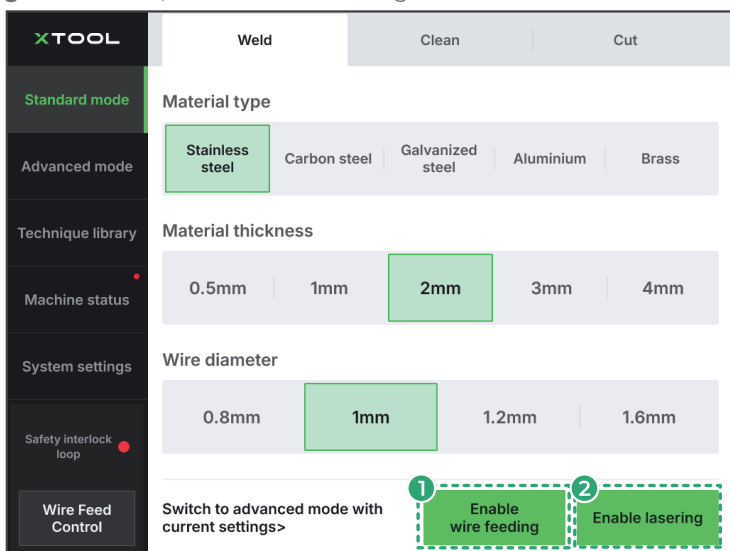 XTOOL
Weld
Clean
Cut
Standard mode
Advanced mode
Technique library
Machine status
System settings
Safety interlock
loop
Wire Feed
Control
Material type
Stainless
steel
Carbon steel
Galvanized
steel
Aluminium
Brass
Material thickness
0.5mm
1mm
2mm
3mm
4mm
Wire diameter
0.8mm
1mm
1.2mm
1.6mm
Switch to advanced mode with
current settings>
1
Enable
wire feeding
2
Enable lasering